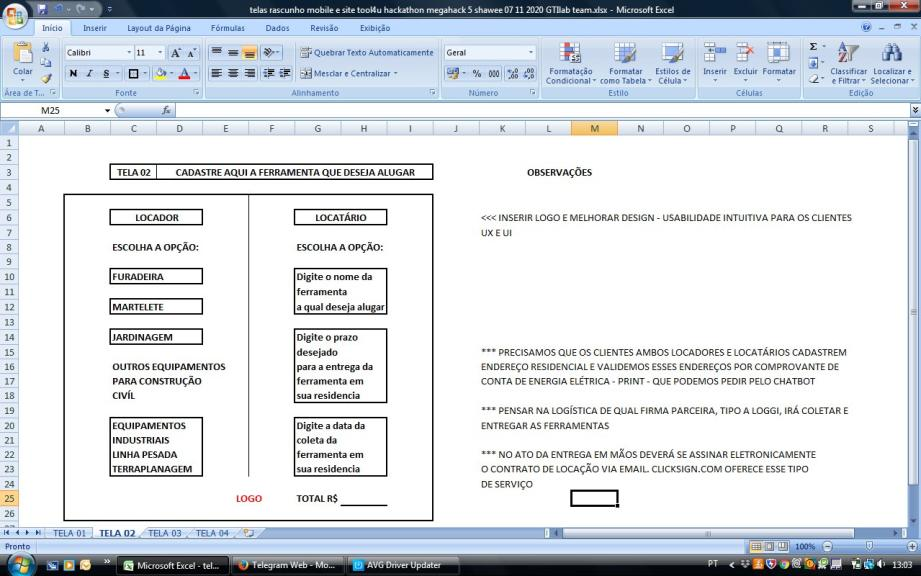 telas rascunho mobile e site tool4u hackathon megahack 5 shawee 07 11 2020 GTIlab team.xlsx - Microsoft Excel
Início Inserir Layout da Página Fórmulas Dados Revisão Exibição
Colar
Calibri 11
N I S
Quebrar Texto Automaticamente
Mesclar e Centralizar
Geral
% 000
Formatação Condicional
Formatar como Tabela
Estilos de Célula
Inserir Excluir Formatar
Classificar e Filtrar
Localizar e Selecionar
Área de T... Fonte Alinhamento Número Estilo Células Edição
M25 fx
A B C D E F G H I J K L M N O P Q R S
1
2
3 TELA 02 CADASTRE AQUI A FERRAMENTA QUE DESEJA ALUGAR OBSERVAÇÕES
4
5
6 LOCADOR LOCATÁRIO <<< INSERIR LOGO E MELHORAR DESIGN - USABILIDADE INTUITIVA PARA OS CLIENTES
7 UX E UI
8 ESCOLHA A OPÇÃO: ESCOLHA A OPÇÃO:
9
10 FURADEIRA Digite o nome da
11 ferramenta
12 MARTELETE a qual deseja alugar
13
14 JARDINAGEM Digite o prazo
15 desejado *** PRECISAMOS QUE OS CLIENTES AMBOS LOCADORES E LOCATÁRIOS CADASTREM
16 OUTROS EQUIPAMENTOS para a entrega da ENDEREÇO RESIDENCIAL E VALIDEMOS ESSES ENDEREÇOS POR COMPROVANTE DE
17 PARA CONSTRUÇÃO ferramenta em CONTA DE ENERGIA ELÉTRICA - PRINT - QUE PODEMOS PEDIR PELO CHATBOT
18 CIVÍL sua residencia
19 *** PENSAR NA LOGÍSTICA DE QUAL FIRMA PARCEIRA, TIPO A LOGGI, IRÁ COLETAR E
20 EQUIPAMENTOS Digite a data da ENTREGAR AS FERRAMENTAS
21 INDUSTRIAIS coleta da
22 LINHA PESADA ferramenta em *** NO ATO DA ENTREGA EM MÃOS DEVERÁ SE ASSINAR ELETRONICAMENTE
23 TERRAPLANAGEM sua residencia O CONTRATO DE LOCAÇÃO VIA EMAIL. CLICKSIGN.COM OFERECE ESSE TIPO
24 DE SERVIÇO
25 LOGO TOTAL R$
26
TELA 01 TELA 02 TELA 03 TELA 04
Pronto 100%
Microsoft Excel - tel... Telegram Web - Mo... AVG Driver Updater PT 13:03